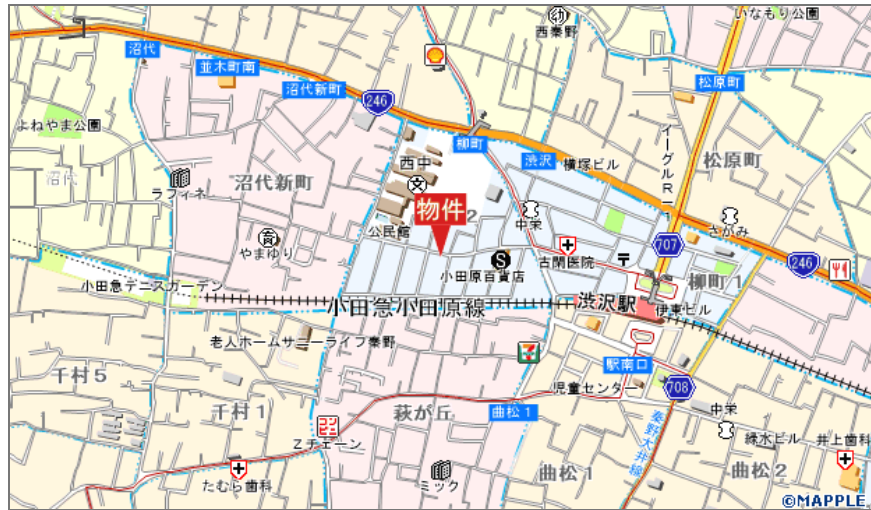 西秦野
いなもり公園
沼代
並木町南
沼代新町
246
松原町
よねやま公園
柳町
渋沢
横塚ビル
イーグルR-1
松原町
沼代
ラフィネ
沼代新町
西中
文
物件
2
公民館
中栄
さがみ
育
やまゆり
707
246
古関医院
小田原百貨店
柳町1
小田急テニスガーデン
小田急小田原線
渋沢駅
伊東ビル
老人ホームサニーライフ秦野
7
駅南口
千村5
児童センタ
708
千村1
萩が丘
曲松1
中栄
Zチェーン
秦野大井線
緑水ビル
井上歯科
たむら歯科
ミック
曲松1
曲松2
©MAPPLE